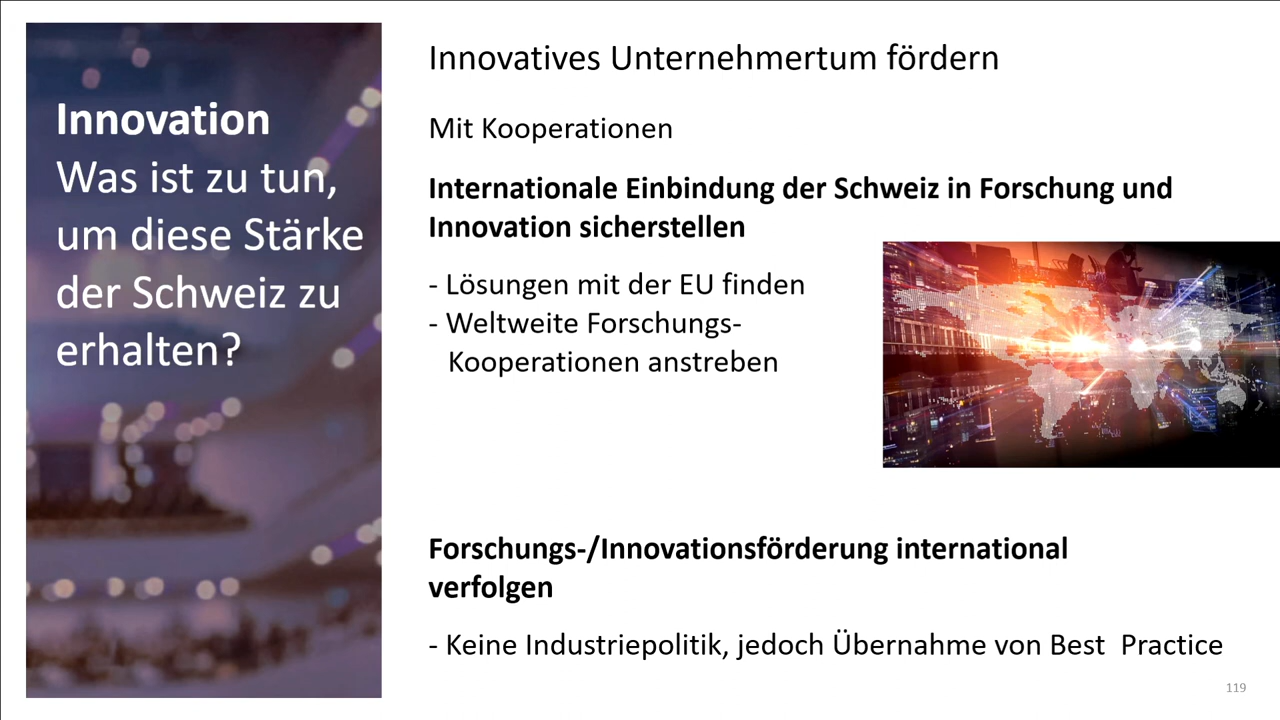 Innovation
Was ist zu tun,
um diese Stärke
der Schweiz zu
erhalten?
Innovatives Unternehmertum fördern
Mit Kooperationen
Internationale Einbindung der Schweiz in Forschung und
Innovation sicherstellen
- Lösungen mit der EU finden
- Weltweite Forschungs-
Kooperationen anstreben
Forschungs-/Innovationsförderung international
verfolgen
- Keine Industriepolitik, jedoch Übernahme von Best  Practice
119